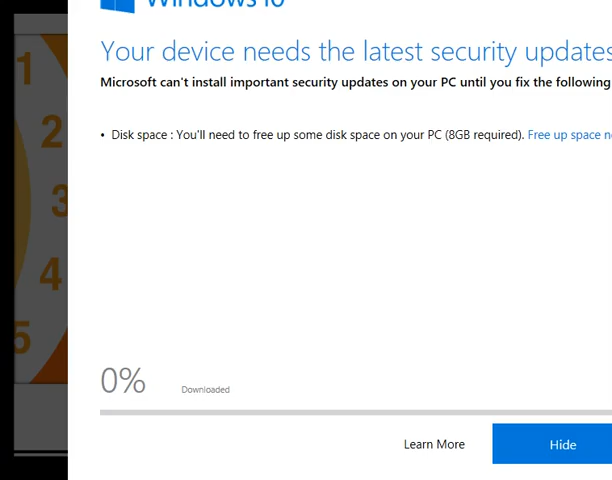 Windows 10
Your device needs the latest security updates
Microsoft can't install important security updates on your PC until you fix the following
• Disk space : You'll need to free up some disk space on your PC (8GB required). Free up space
1
2
3
4
5
0% Downloaded
Learn More Hide